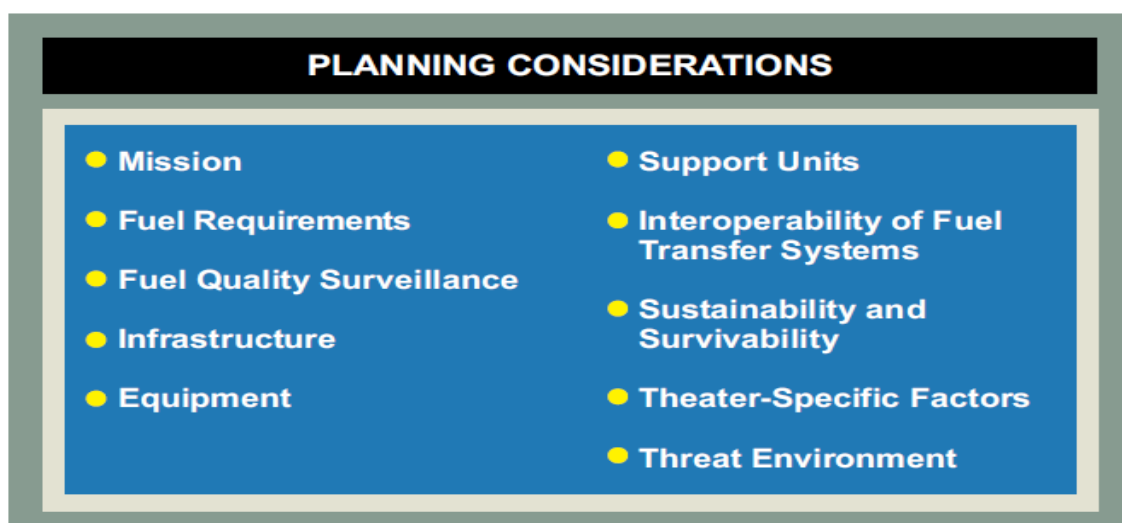 PLANNING CONSIDERATIONS
Mission
Fuel Requirements
Fuel Quality Surveillance
Infrastructure
Equipment
Support Units
Interoperability of Fuel
Transfer Systems
Sustainability and
Survivability
Theater-Specific Factors
Threat Environment